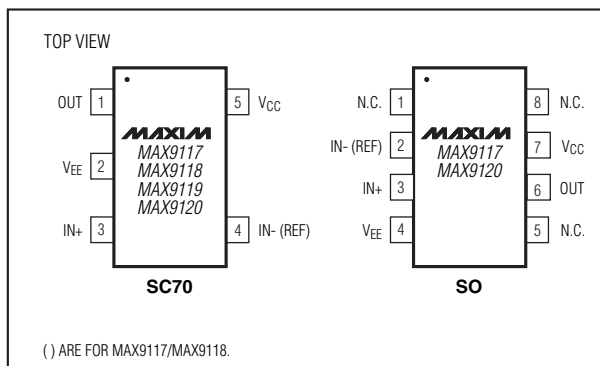 TOP VIEW
OUT 1
5 VCC
VEE 2
IN+ 3
4 IN- (REF)
MAXIM
MAX9117
MAX9118
MAX9119
MAX9120
SC70
N.C. 1
8 N.C.
IN- (REF) 2
7 VCC
IN+ 3
6 OUT
VEE 4
5 N.C.
MAXIM
MAX9117
MAX9120
SO
( ) ARE FOR MAX9117/MAX9118.